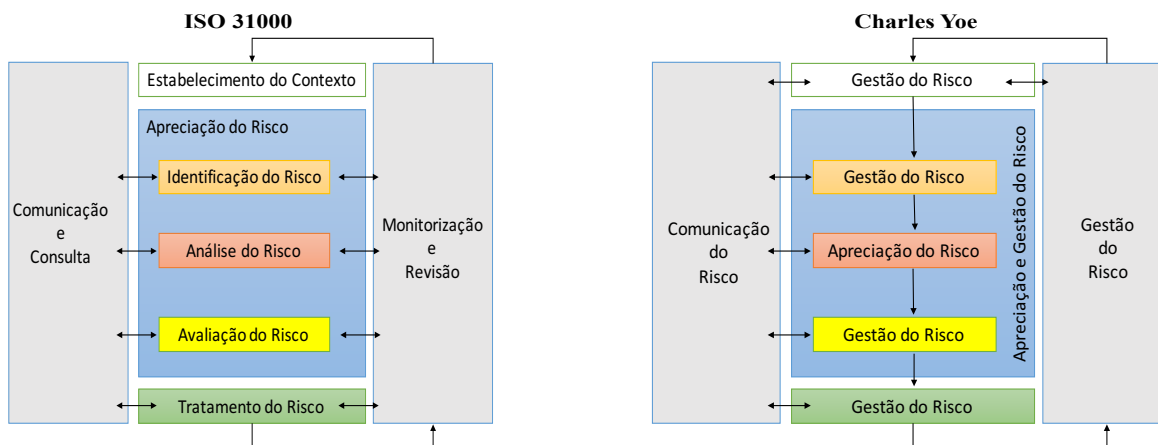 ISO 31000
Estabelecimento do Contexto
Apreciação do Risco
Identificação do Risco
Comunicação
e
Consulta
Análise do Risco
Monitorização
e
Revisão
Avaliação do Risco
Tratamento do Risco
Charles Yoe
Gestão do Risco
Gestão do Risco
Comunicação
do
Risco
Apreciação do Risco
Apreciação e Gestão do Risco
Gestão
do
Risco
Gestão do Risco
Gestão do Risco